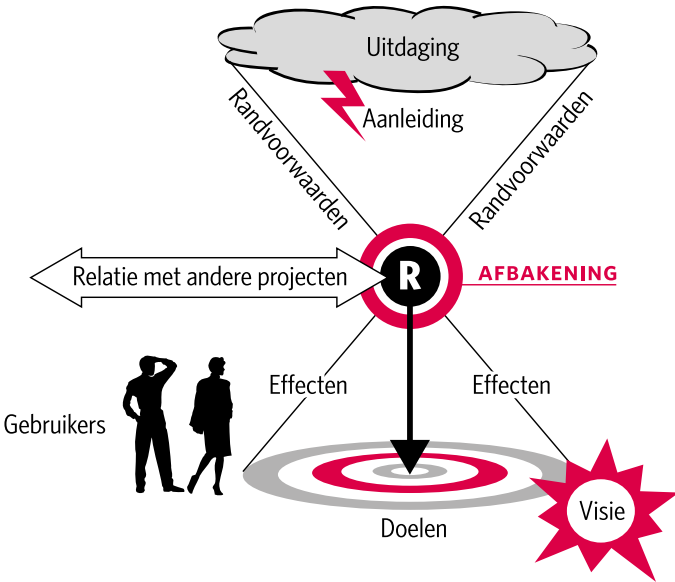 Uitdaging
Aanleiding
Randvoorwaarden
Randvoorwaarden
Relatie met andere projecten
R
AFBAKENING
Effecten
Effecten
Gebruikers
Visie
Doelen